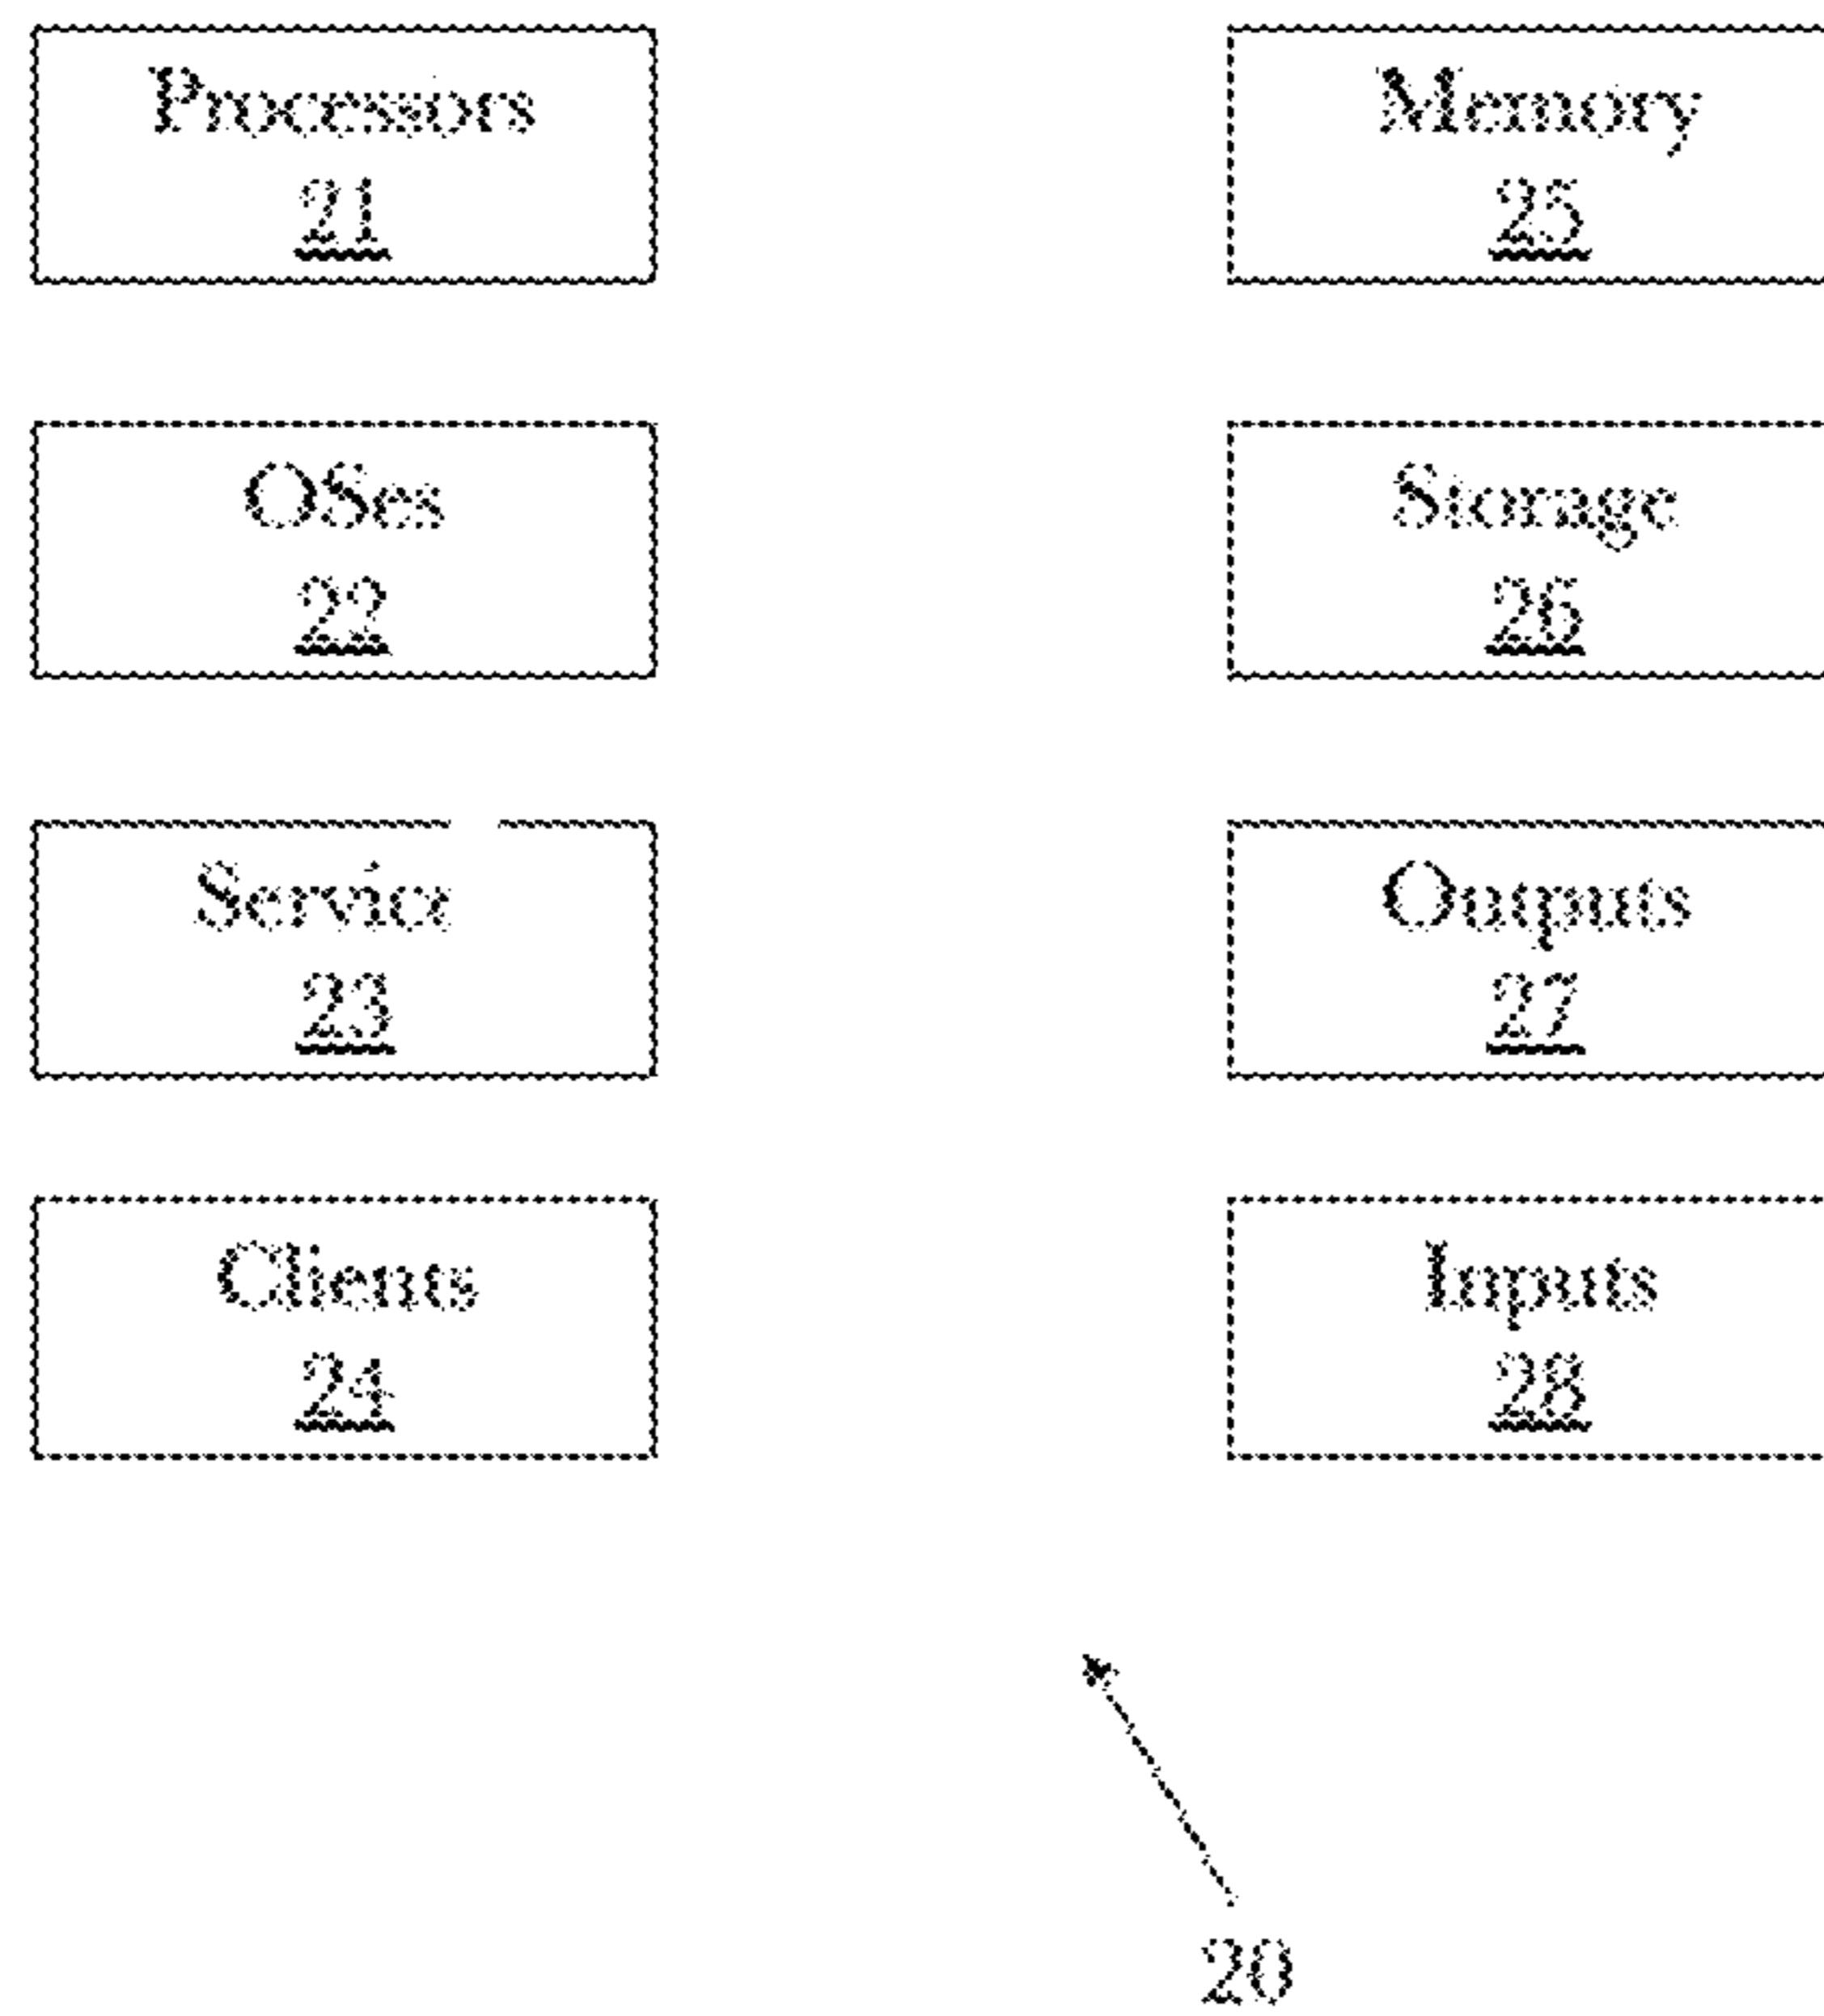 Processors
21
OSes
22
Service
23
Clients
24
Memory
25
Storage
26
Outputs
27
Inputs
28
20